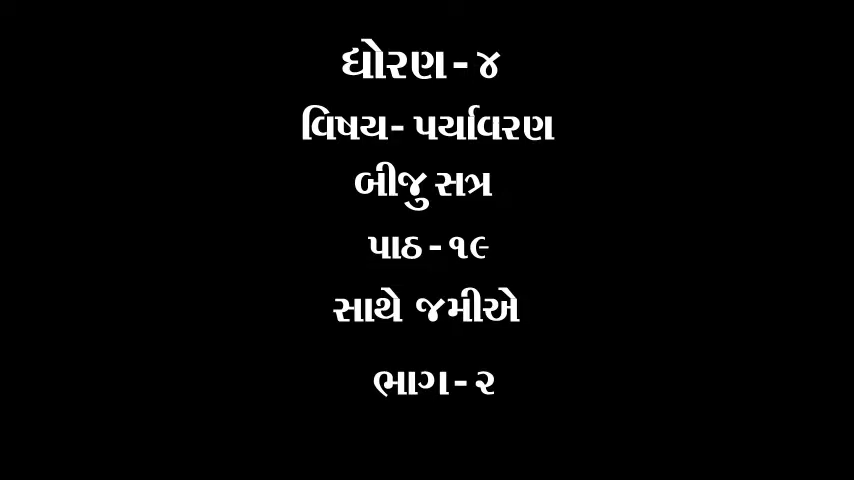 ધોરણ - ૪
વિષય - પર્યાવરણ
બીજુ સત્ર
પાઠ - ૧૯
સાથે જમીએ
ભાગ - ૨